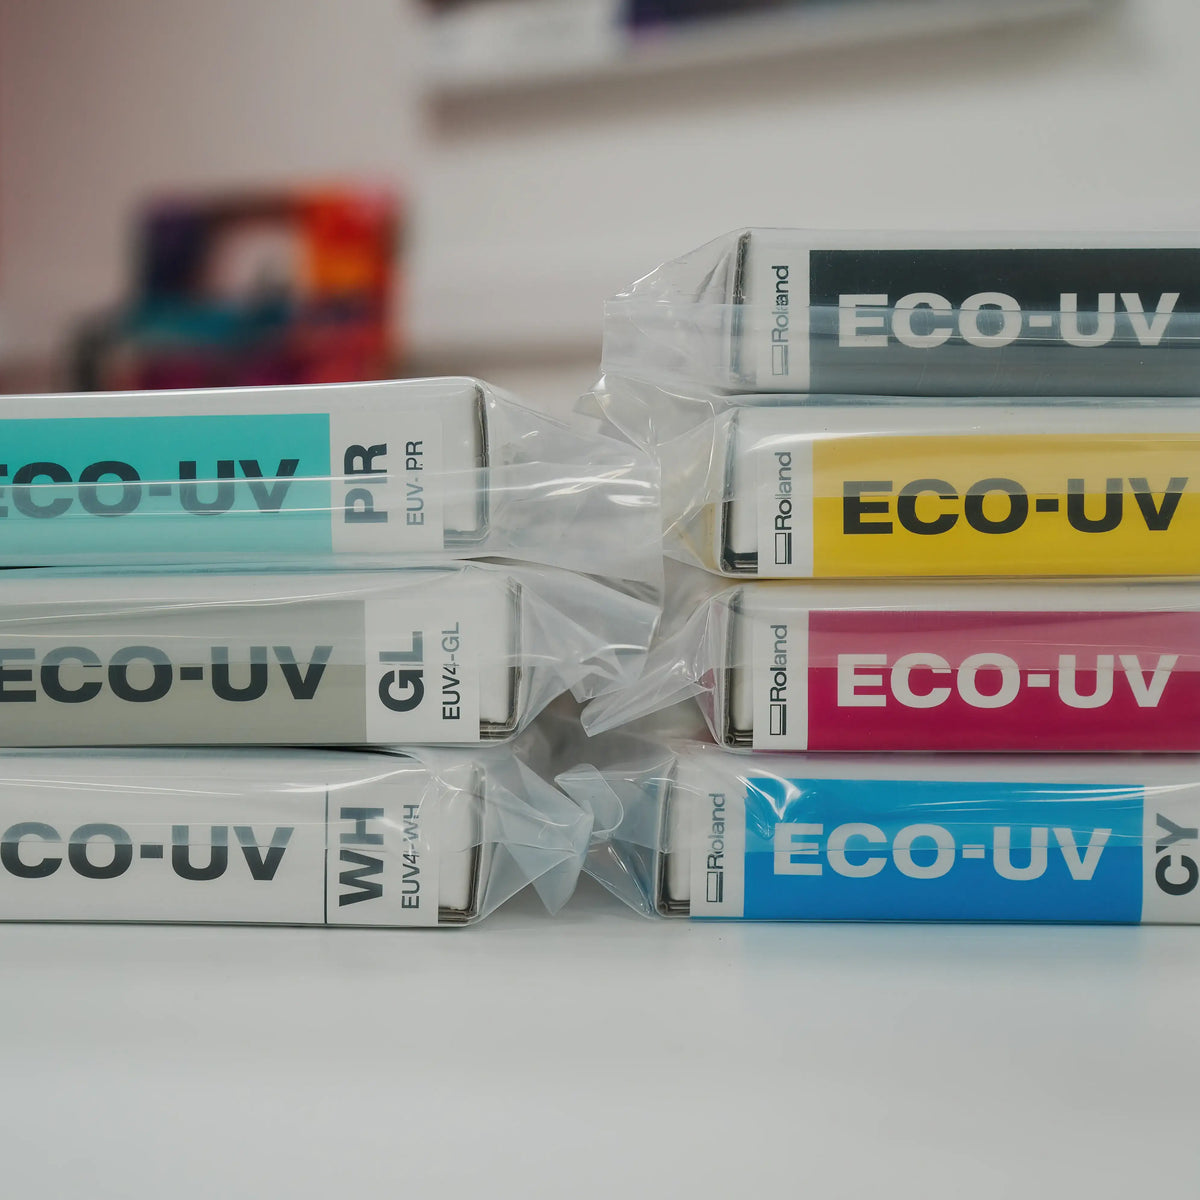 ECO-UV PR EUV-PR
ECO-UV GL EUV4-GL
CO-UV WH EUV4-WH
Roland ECO-UV
Roland ECO-UV
Roland ECO-UV
Roland ECO-UV CY